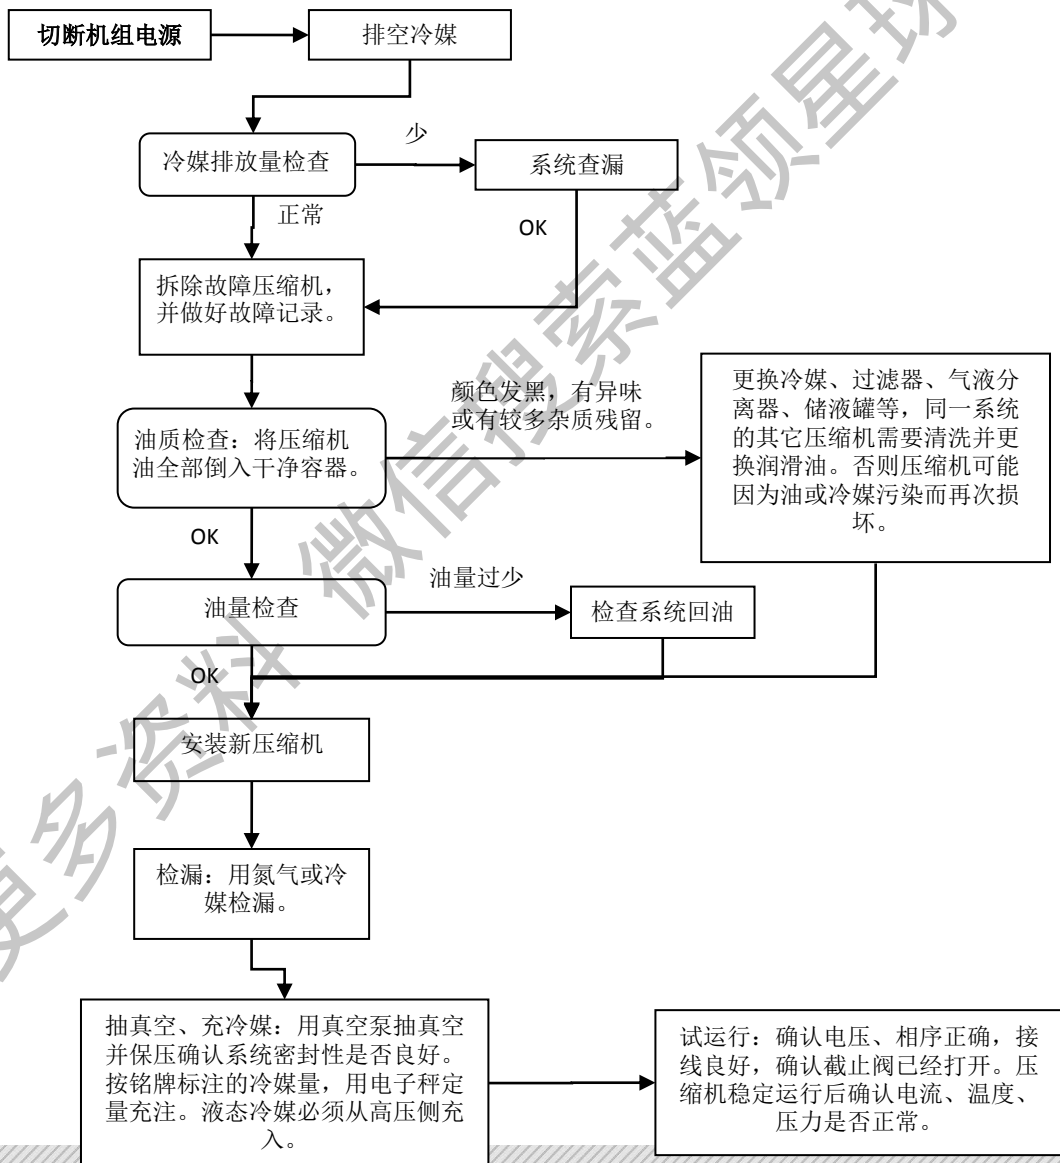 切断机组电源
排空冷媒
冷媒排放量检查
少
系统查漏
正常
OK
拆除故障压缩机，
并做好故障记录。
颜色发黑，有异味
或有较多杂质残留。
油质检查：将压缩机
油全部倒入干净容器。
更换冷媒、过滤器、气液分
离器、储液罐等，同一系统
的其它压缩机需要清洗并更
换润滑油。否则压缩机可能
因为油或冷媒污染而再次损
坏。
OK
油量检查
油量过少
检查系统回油
OK
安装新压缩机
检漏：用氮气或冷
媒检漏。
抽真空、充冷媒：用真空泵抽真空
并保压确认系统密封性是否良好。
按铭牌标注的冷媒量，用电子秤定
量充注。液态冷媒必须从高压侧充
入。
试运行：确认电压、相序正确，接
线良好，确认截止阀已经打开。压
缩机稳定运行后确认电流、温度、
压力是否正常。
更多资料 微信搜索蓝领星球